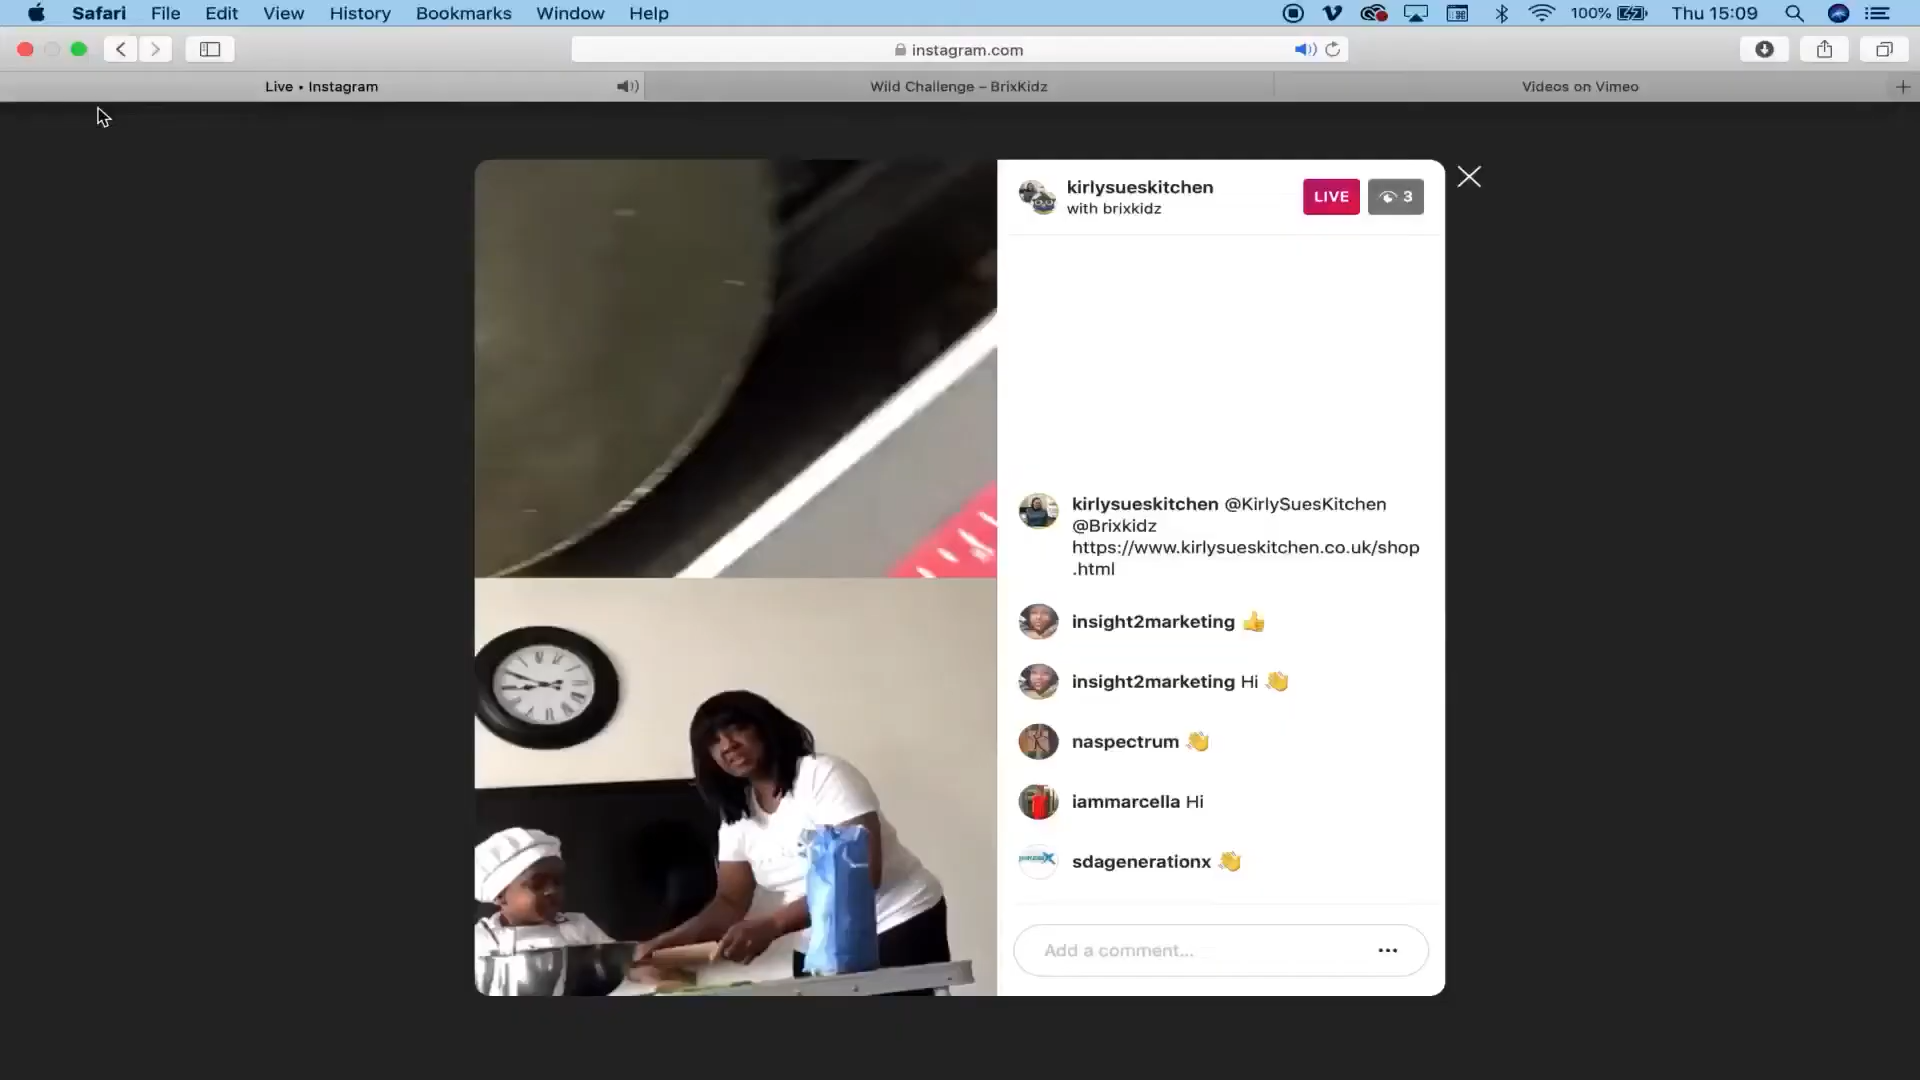 Safari File Edit View History Bookmarks Window Help 100% Thu 15:09
instagram.com
Live • Instagram Wild Challenge – BrixKidz Videos on Vimeo
kirlysueskitchen
with brixkidz
LIVE 3
kirlysueskitchen @KirlySuesKitchen
@Brixkidz
https://www.kirlysueskitchen.co.uk/shop
.html
insight2marketing 👍
insight2marketing Hi 👋
naspectrum 👋
iammarcella Hi
sdagenerationx 👋
Add a comment...